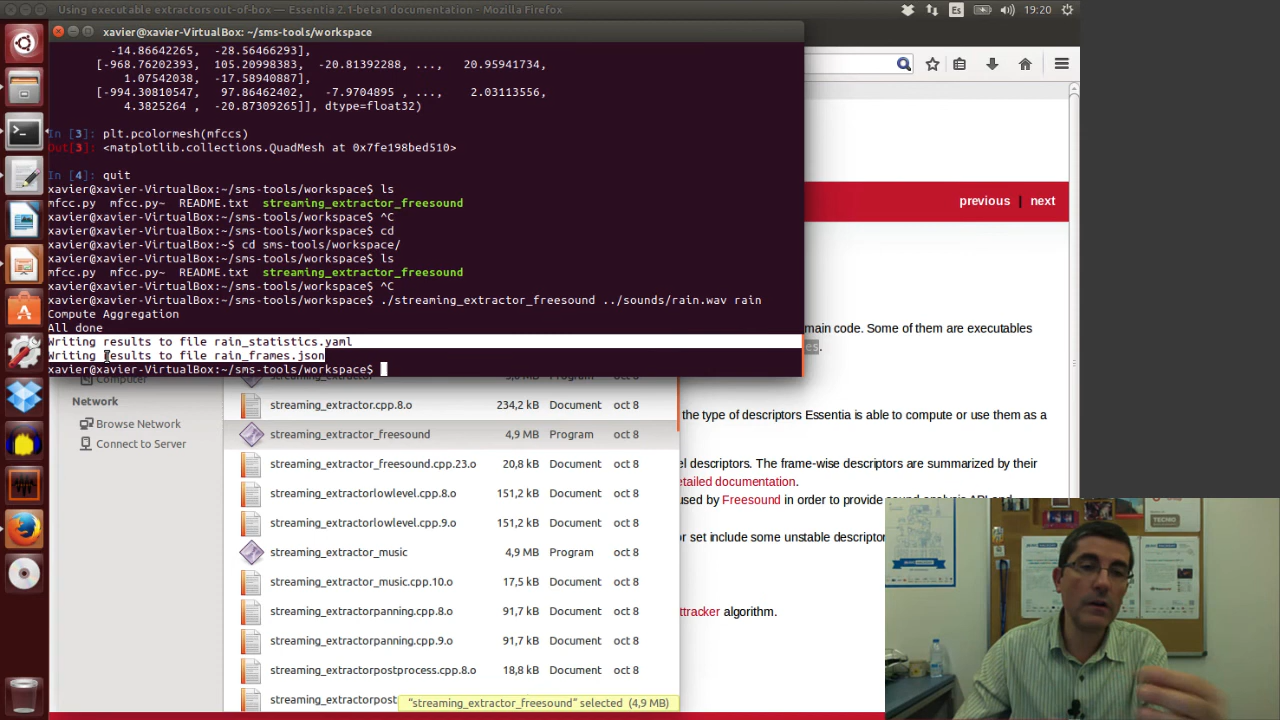 Using executable extractors out-of-box — Essentia 2.1-beta1 documentation - Mozilla Firefox
Es
19:20
xavier@xavier-VirtualBox: ~/sms-tools/workspace
-14.86642265, -28.56466293],
[-968.76230367, 105.20998383, -20.81392288, ..., 20.95941734,
1.07542038, -17.58940887],
[-994.30810547, 97.86462402, -7.9704895 , ..., 2.03113556,
4.3825264 , -20.87309265]], dtype=float32)
In [3]: plt.pcolormesh(mfccs)
Out[3]: <matplotlib.collections.QuadMesh at 0x7fe198bed510>
In [4]: quit
xavier@xavier-VirtualBox:~/sms-tools/workspace$ ls
mfcc.py mfcc.py~ README.txt streaming_extractor_freesound
xavier@xavier-VirtualBox:~/sms-tools/workspace$ ^C
xavier@xavier-VirtualBox:~/sms-tools/workspace$ cd
xavier@xavier-VirtualBox:~$ cd sms-tools/workspace/
xavier@xavier-VirtualBox:~/sms-tools/workspace$ ls
mfcc.py mfcc.py~ README.txt streaming_extractor_freesound
xavier@xavier-VirtualBox:~/sms-tools/workspace$ ^C
xavier@xavier-VirtualBox:~/sms-tools/workspace$ ./streaming_extractor_freesound ../sounds/rain.wav rain
Compute Aggregation
All done
Writing results to file rain_statistics.yaml
Writing results to file rain_frames.json
xavier@xavier-VirtualBox:~/sms-tools/workspace$
previous | next
main code. Some of them are executables
es.
the type of descriptors Essentia is able to compute or use them as a
el descriptors. The frame-wise descriptors are summarized by their
etailed documentation.
used by Freesound in order to provide sound analysis API and
or set include some unstable descriptor
ttracker algorithm.
Computer
Network
Browse Network
Connect to Server
streaming_extractor.cpp.8.o 234,2 kB Document oct 8
streaming_extractor_freesound 4,9 MB Program oct 8
streaming_extractor_freesound.cpp.23.o 20,8 kB Document oct 8
streaming_extractorlowlevel.cpp.8.o 151,2 kB Document oct 8
streaming_extractorlowlevel.cpp.9.o 151,2 kB Document oct 8
streaming_extractor_music 4,9 MB Program oct 8
streaming_extractor_music.cpp.10.o 17,5 kB Document oct 8
streaming_extractorpanning.cpp.8.o 91,7 kB Document oct 8
streaming_extractorpanning.cpp.9.o 91,7 kB Document oct 8
streaming_extractorpostprocess.cpp.8.o 18,8 kB Document oct 8
streaming_extractorpost
"streaming_extractor_freesound" selected (4,9 MB)
TECNIO